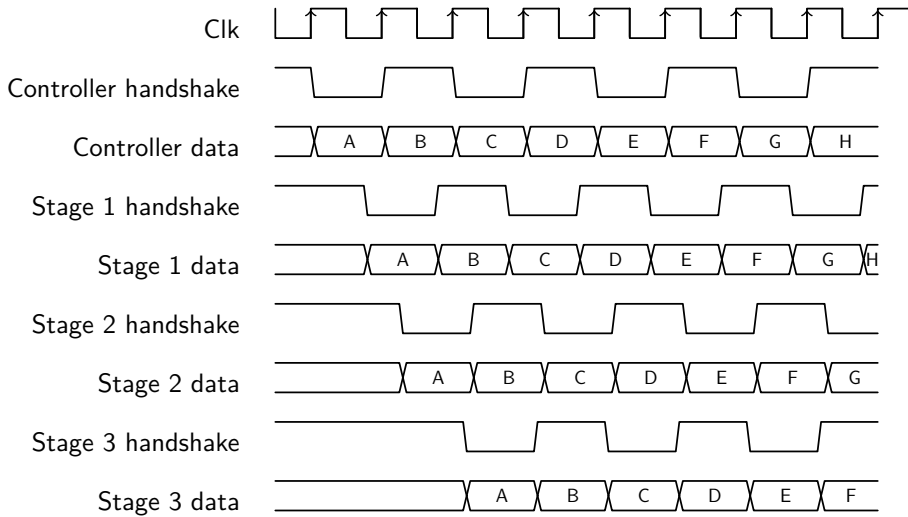 Clk
Controller handshake
Controller data A B C D E F G H
Stage 1 handshake
Stage 1 data A B C D E F G H
Stage 2 handshake
Stage 2 data A B C D E F G
Stage 3 handshake
Stage 3 data A B C D E F